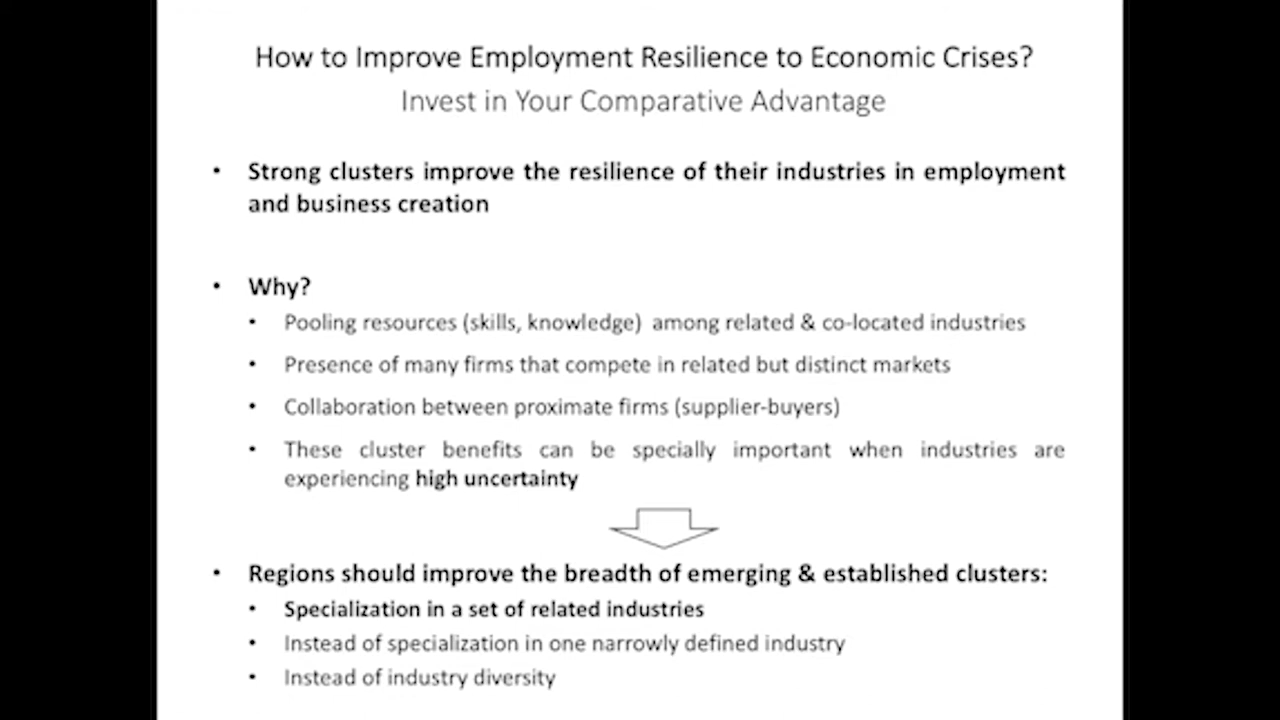 How to Improve Employment Resilience to Economic Crises?
Invest in Your Comparative Advantage
• Strong clusters improve the resilience of their industries in employment
and business creation
• Why?
• Pooling resources (skills, knowledge) among related & co-located industries
• Presence of many firms that compete in related but distinct markets
• Collaboration between proximate firms (supplier-buyers)
• These cluster benefits can be specially important when industries are
experiencing high uncertainty
• Regions should improve the breadth of emerging & established clusters:
• Specialization in a set of related industries
• Instead of specialization in one narrowly defined industry
• Instead of industry diversity